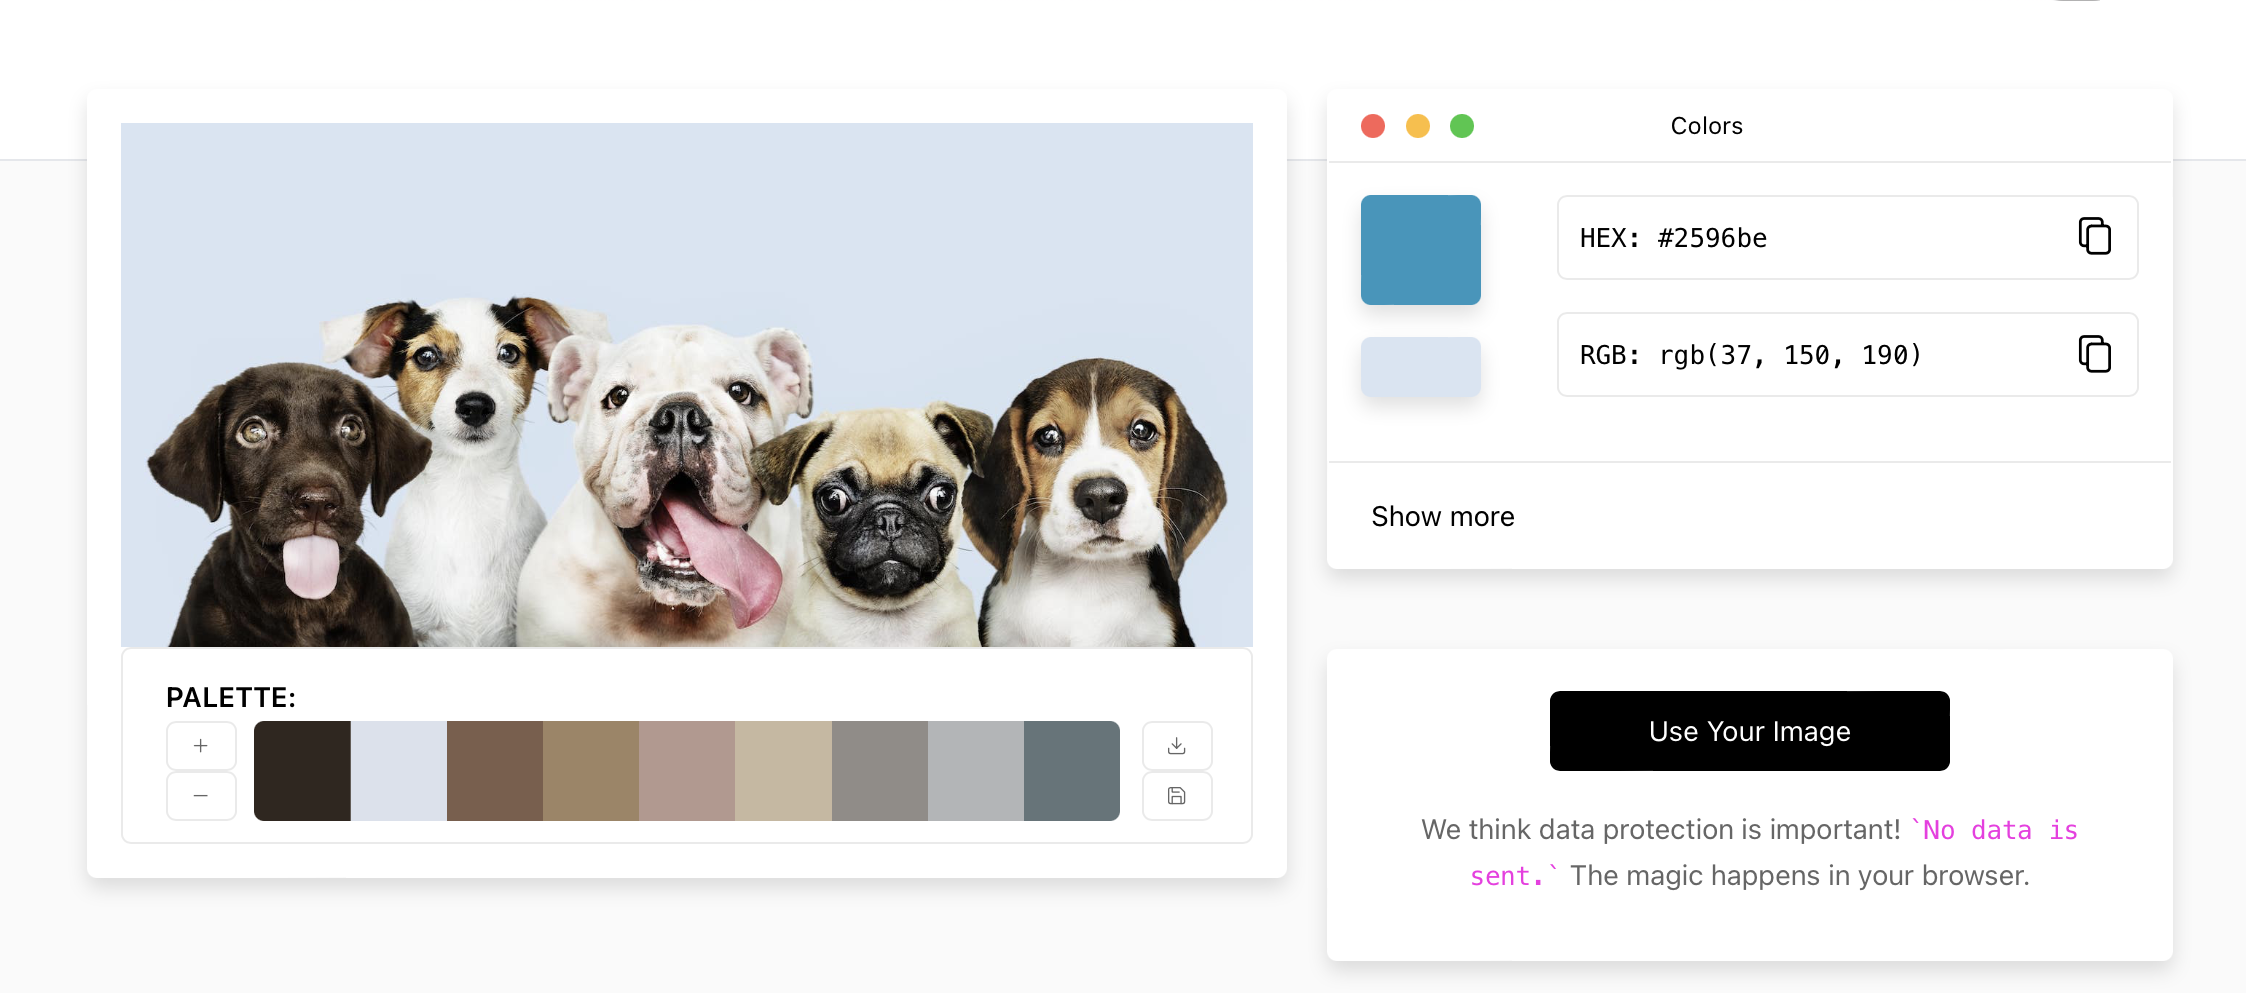 PALETTE:
Colors
HEX: #2596be
RGB: rgb(37, 150, 190)
Show more
Use Your Image
We think data protection is important! `No data is
sent.` The magic happens in your browser.